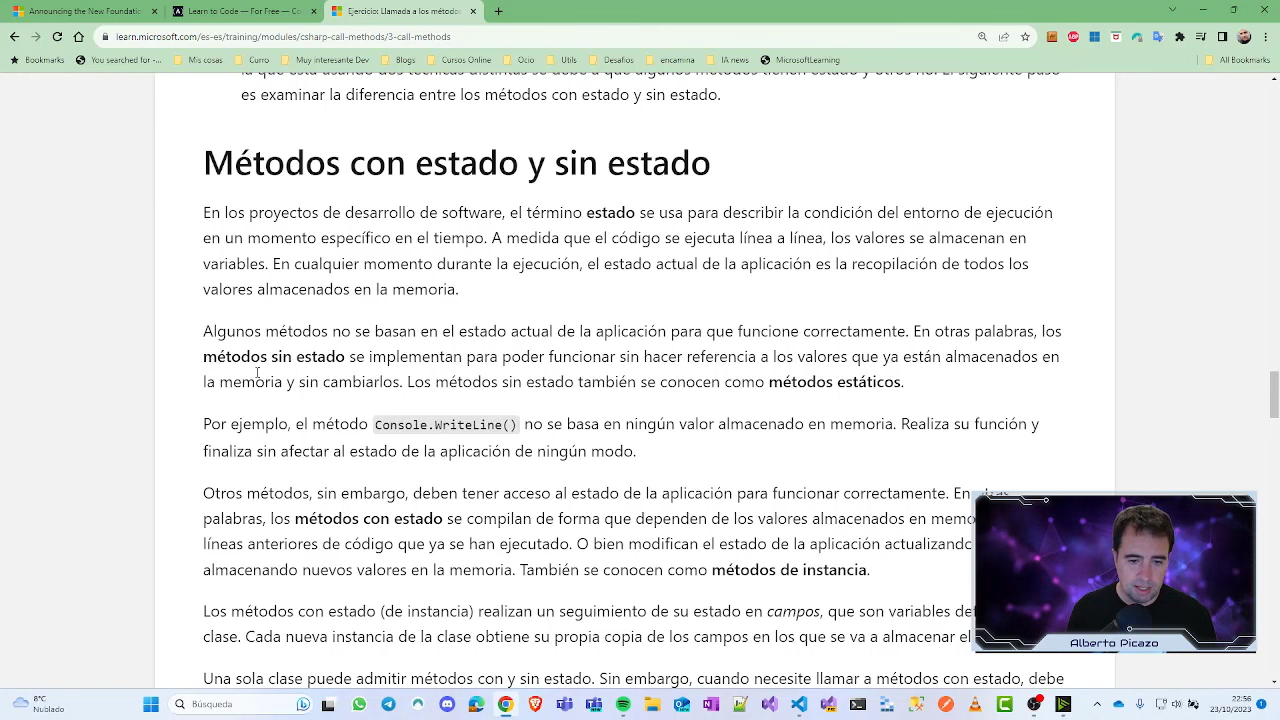 Announcing the New Foundatic
Learn to Code — For Free — Co
Ejercicio: Llamada a los métodos
learn.microsoft.com/es-es/training/modules/csharp-call-methods/3-call-methods
Bookmarks
You searched for -...
Mis cosas
Curro
Muy interesante Dev
Blogs
Cursos Online
Ocio
Utils
Desafios
encamina
IA news
MicrosoftLearning
All Bookmarks
la que está usando dos técnicas distintas se debe a que algunos métodos tienen estado y otros no. El siguiente paso
es examinar la diferencia entre los métodos con estado y sin estado.
Métodos con estado y sin estado
En los proyectos de desarrollo de software, el término estado se usa para describir la condición del entorno de ejecución
en un momento específico en el tiempo. A medida que el código se ejecuta línea a línea, los valores se almacenan en
variables. En cualquier momento durante la ejecución, el estado actual de la aplicación es la recopilación de todos los
valores almacenados en la memoria.
Algunos métodos no se basan en el estado actual de la aplicación para que funcione correctamente. En otras palabras, los
métodos sin estado se implementan para poder funcionar sin hacer referencia a los valores que ya están almacenados en
la memoria y sin cambiarlos. Los métodos sin estado también se conocen como métodos estáticos.
Por ejemplo, el método Console.WriteLine() no se basa en ningún valor almacenado en memoria. Realiza su función y
finaliza sin afectar al estado de la aplicación de ningún modo.
Otros métodos, sin embargo, deben tener acceso al estado de la aplicación para funcionar correctamente. En
palabras, los métodos con estado se compilan de forma que dependen de los valores almacenados en memo
líneas anteriores de código que ya se han ejecutado. O bien modifican el estado de la aplicación actualizando
almacenando nuevos valores en la memoria. También se conocen como métodos de instancia.
Los métodos con estado (de instancia) realizan un seguimiento de su estado en campos, que son variables de
clase. Cada nueva instancia de la clase obtiene su propia copia de los campos en los que se va a almacenar el
Una sola clase puede admitir métodos con y sin estado. Sin embargo, cuando necesite llamar a métodos con estado, debe
Alberto Picazo
8°C
Nublado
Búsqueda
22:56
23/10/2023